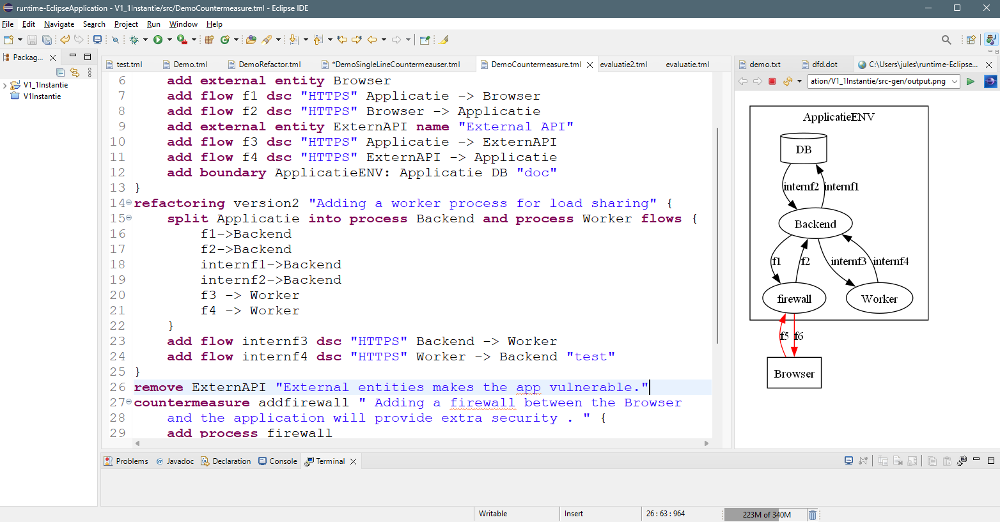 runtime-EclipseApplication - V1_1Instantie/src/DemoCountermeasure.tml - Eclipse IDE
File Edit Navigate Search Project Run Window Help
Packag...
V1_1Instantie
V1Instantie
test.tml Demo.tml DemoRefactor.tml *DemoSingleLineCountermeauser.tml DemoCountermeasure.tml evaluatie2.tml evaluatie.tml
6 add external entity Browser
7 add flow f1 dsc "HTTPS" Applicatie -> Browser
8 add flow f2 dsc "HTTPS" Browser -> Applicatie
9 add external entity ExternAPI name "External API"
10 add flow f3 dsc "HTTPS" Applicatie -> ExternAPI
11 add flow f4 dsc "HTTPS" ExternAPI -> Applicatie
12 add boundary ApplicatieENV: Applicatie DB "doc"
13 }
14 refactoring version2 "Adding a worker process for load sharing" {
15 split Applicatie into process Backend and process Worker flows {
16 f1->Backend
17 f2->Backend
18 internf1->Backend
19 internf2->Backend
20 f3 -> Worker
21 f4 -> Worker
22 }
23 add flow internf3 dsc "HTTPS" Backend -> Worker
24 add flow internf4 dsc "HTTPS" Worker -> Backend "test"
25 }
26 remove ExternAPI "External entities makes the app vulnerable."
27 countermeasure addfirewall " Adding a firewall between the Browser
28 and the application will provide extra security . " {
29 add process firewall
demo.txt dfd.dot C:\Users\jules\runtime-Eclipse...
ation/V1_1Instantie/src-gen/output.png
ApplicatieENV
DB
internf2 internf1
Backend
f1 f2 internf3 internf4
firewall Worker
f5 f6
Browser
Problems @ Javadoc Declaration Console Terminal
Writable Insert 26 : 63 : 964 223M of 340M